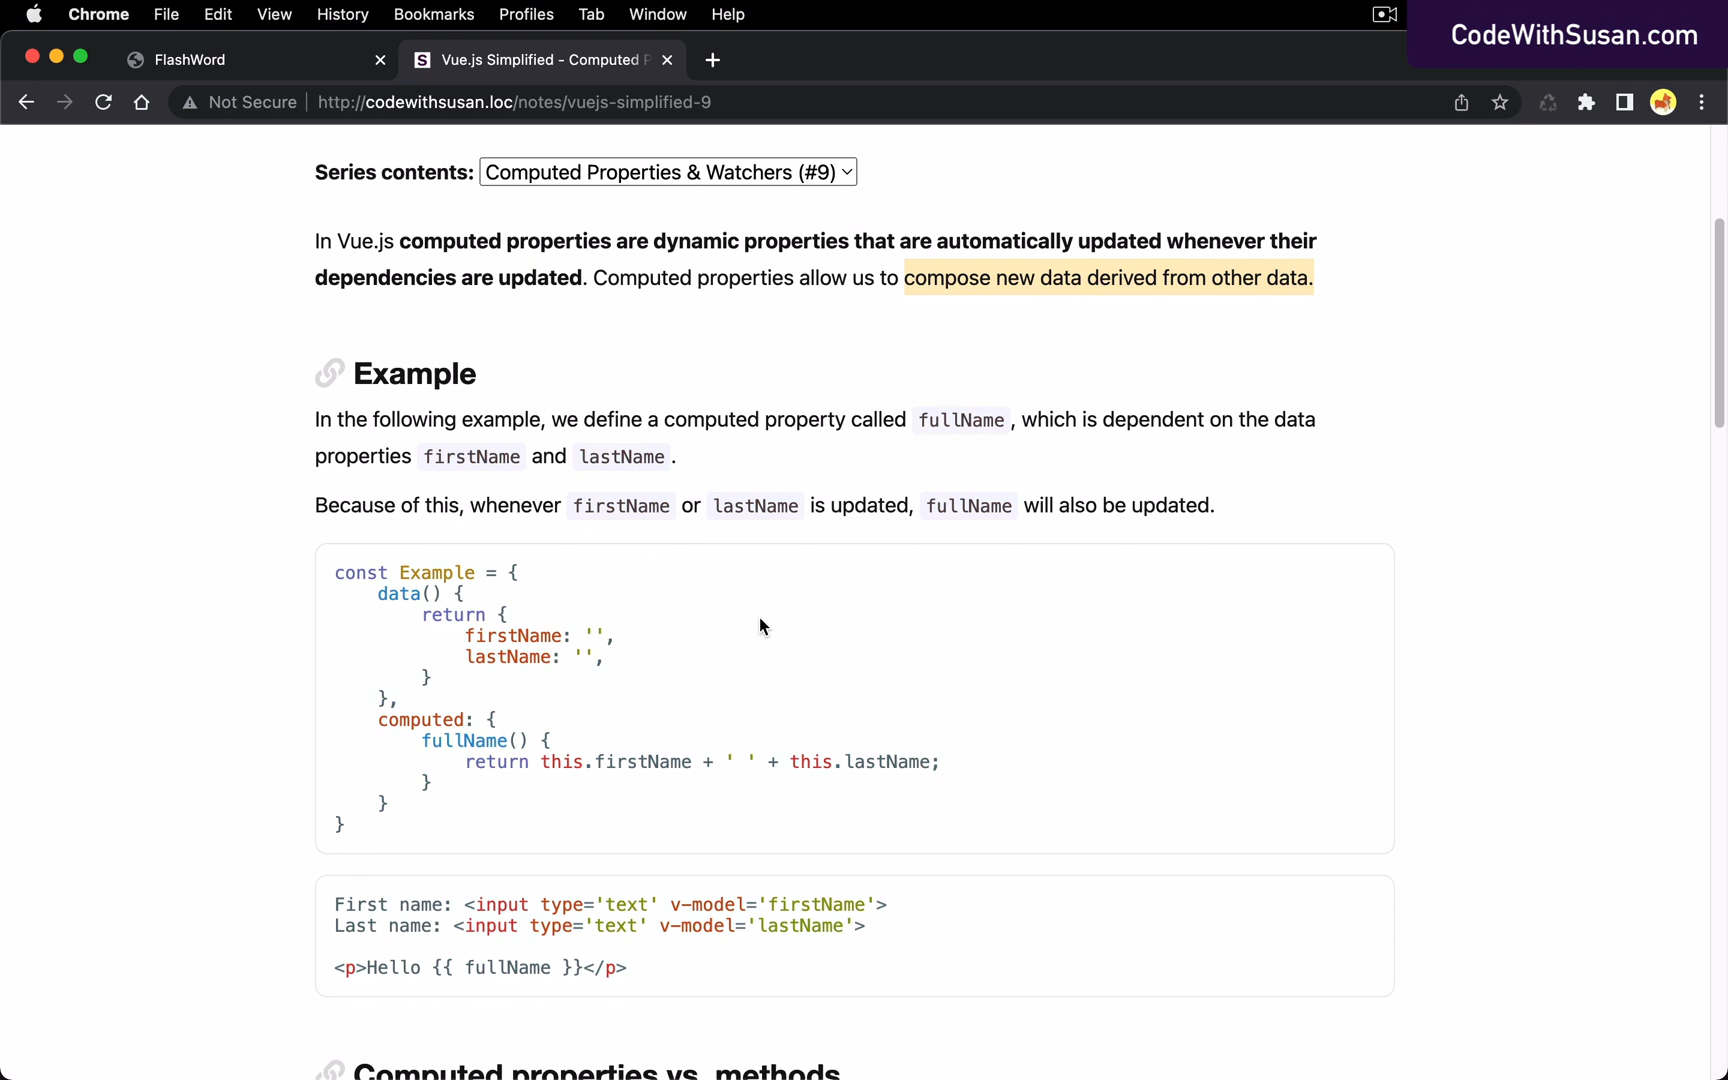 Chrome File Edit View History Bookmarks Profiles Tab Window Help
CodeWithSusan.com
FlashWord
S Vue.js Simplified - Computed P
Not Secure http://codewithsusan.loc/notes/vuejs-simplified-9
Series contents: Computed Properties & Watchers (#9)
In Vue.js computed properties are dynamic properties that are automatically updated whenever their
dependencies are updated. Computed properties allow us to compose new data derived from other data.
Example
In the following example, we define a computed property called fullName, which is dependent on the data
properties firstName and lastName.
Because of this, whenever firstName or lastName is updated, fullName will also be updated.
const Example = {
    data() {
        return {
            firstName: '',
            lastName: '',
        }
    },
    computed: {
        fullName() {
            return this.firstName + ' ' + this.lastName;
        }
    }
}
First name: <input type='text' v-model='firstName'>
Last name: <input type='text' v-model='lastName'>
<p>Hello {{ fullName }}</p>
Computed properties vs. methods